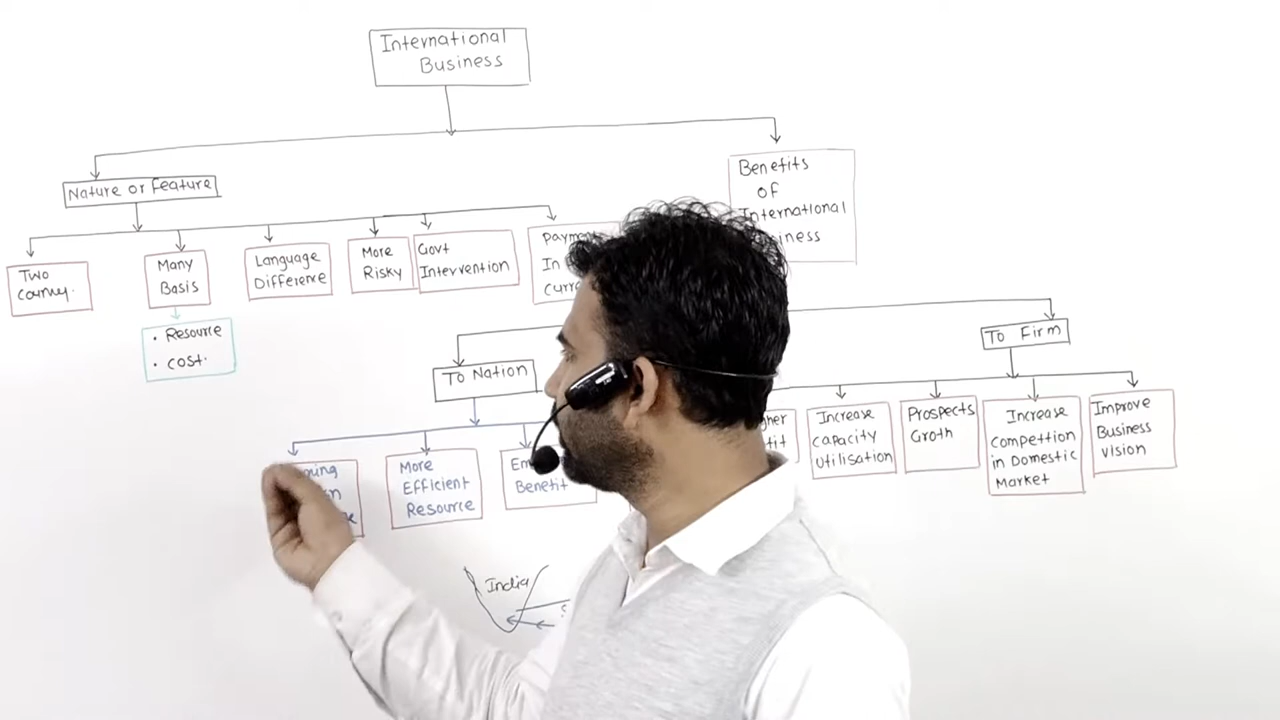 International
Business
Nature or Feature
Benefits
of
International
Two
Many
Basis
Language
Difference
More
Risky
Govt
Intervention
In
• Resource
• cost.
To Nation
To Firm
More
Efficient
Resource
Benefit
Increase
capacity
Utilisation
Prospects
Groth
Increase
Compettion
in Domestic
Market
Improve
Business
vision
India